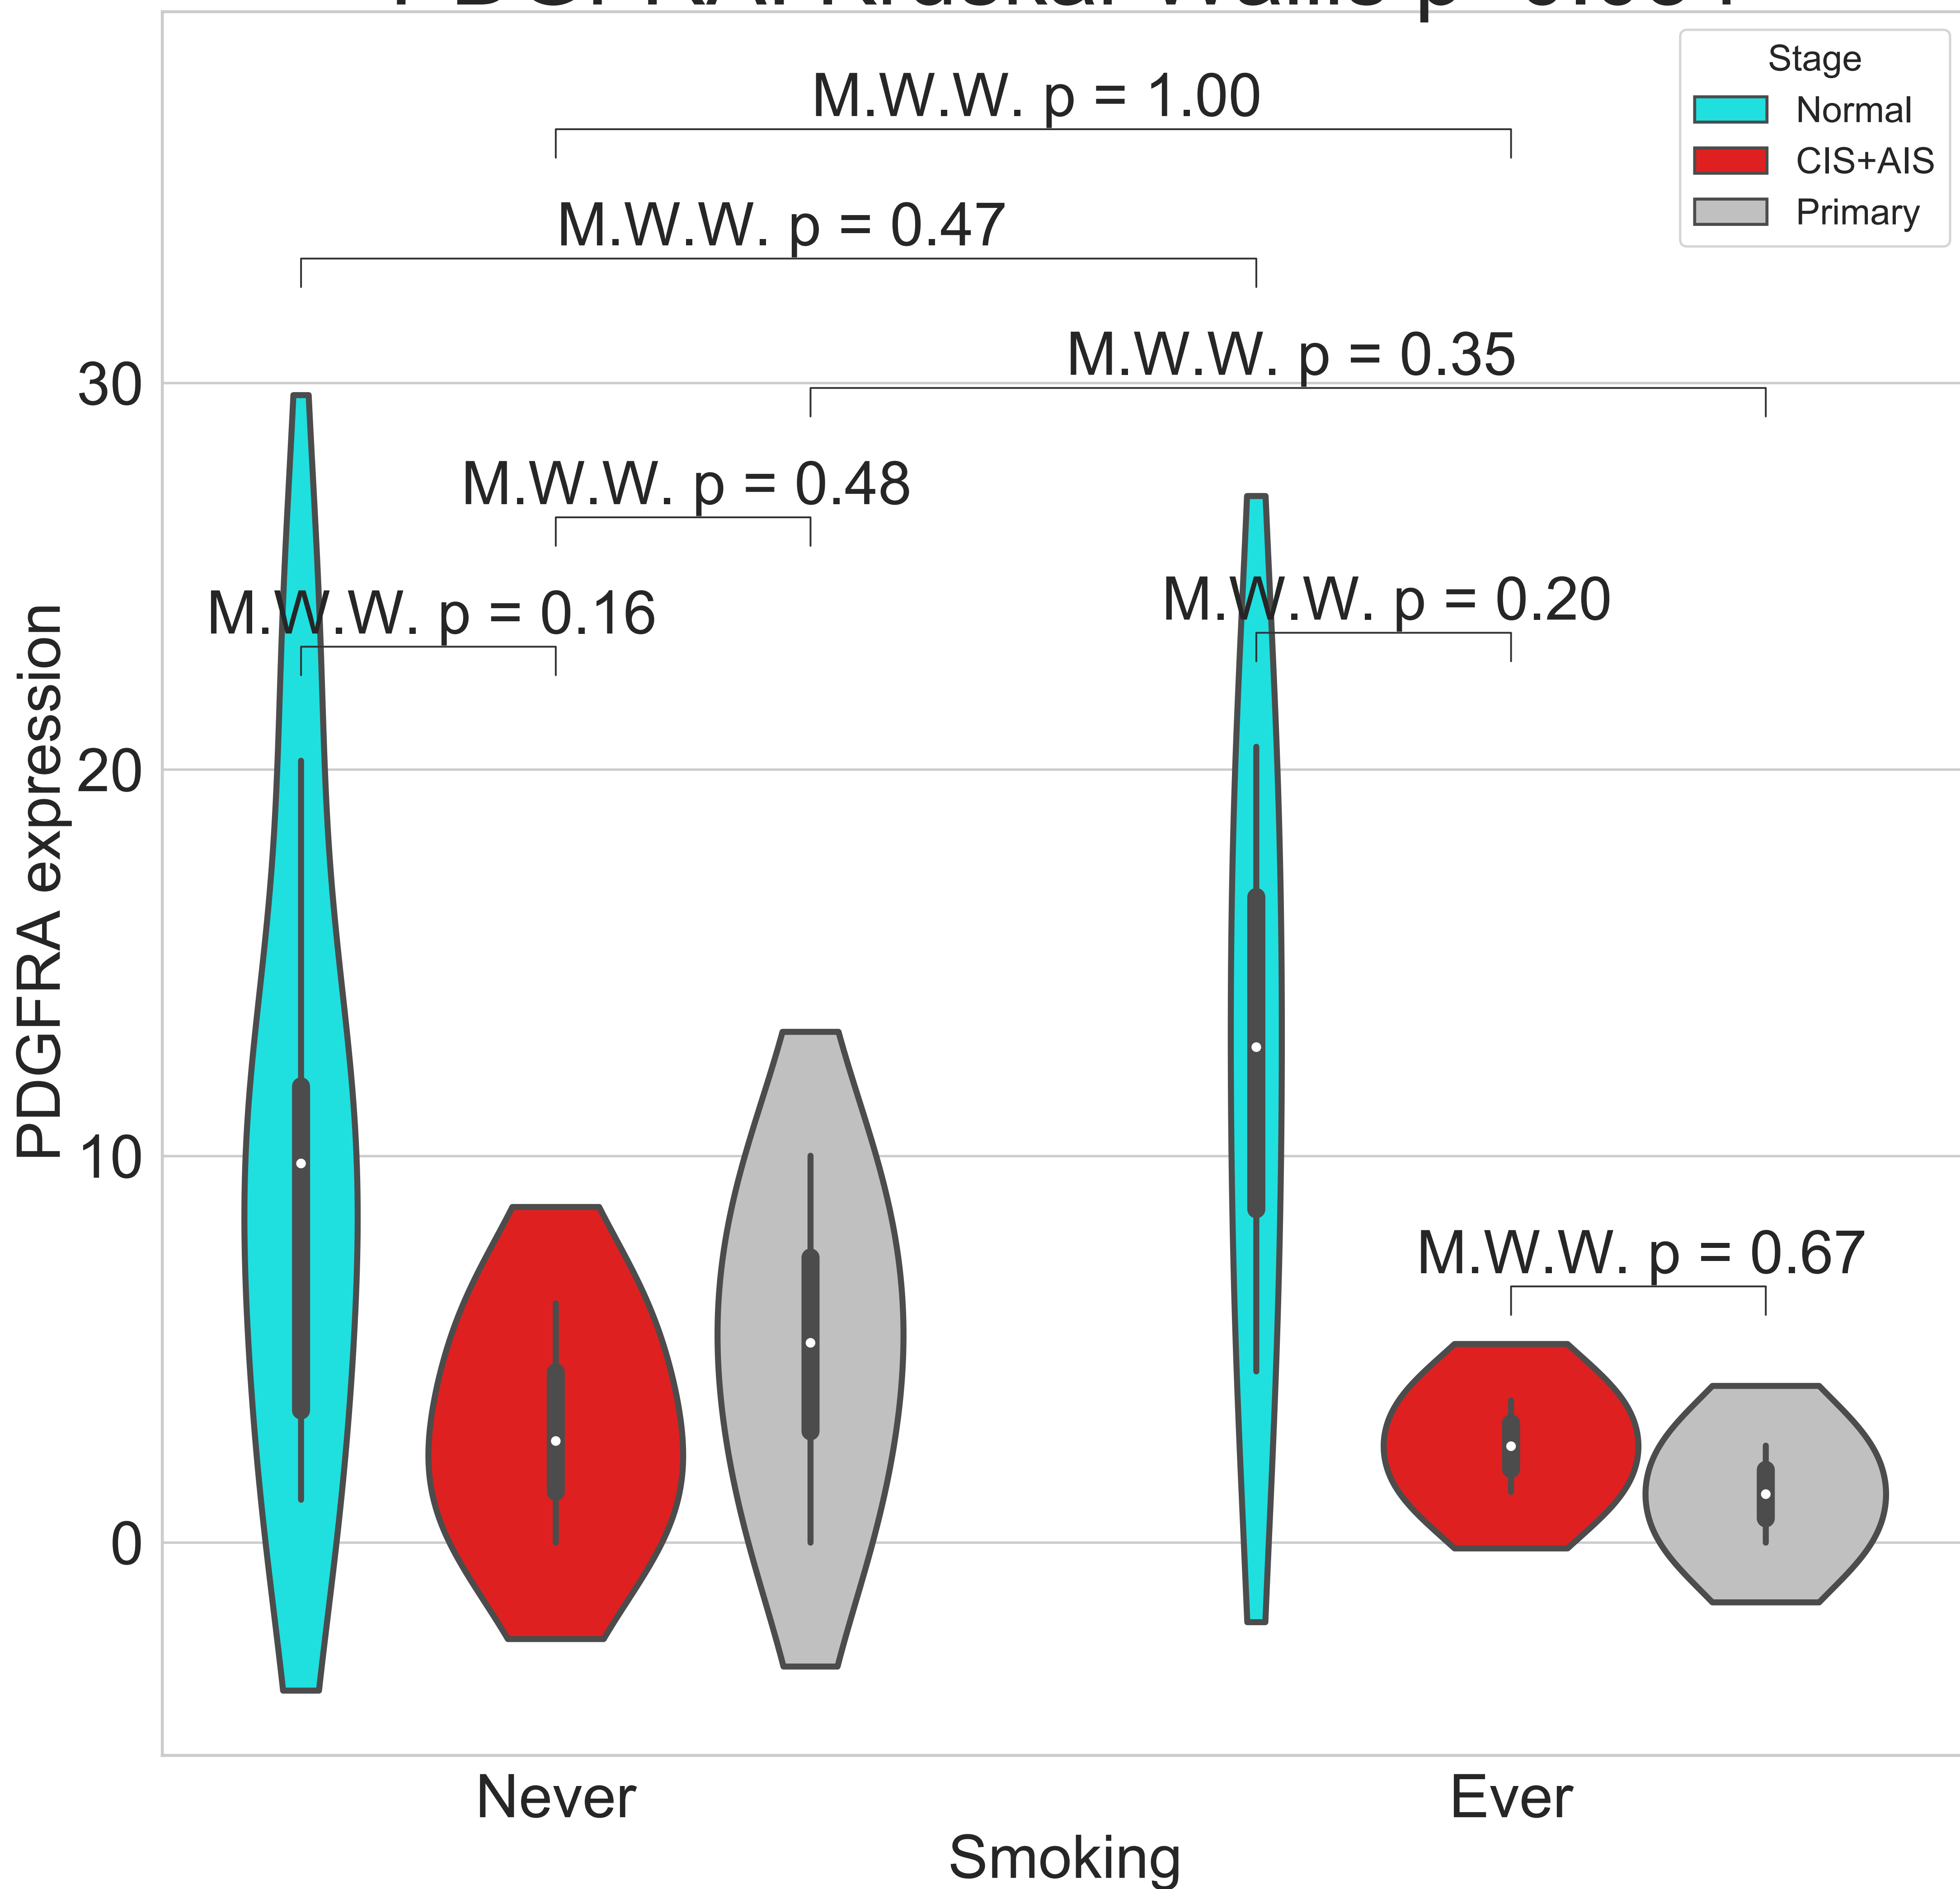 Stage
Normal
CIS+AIS
Primary
M.W.W. p = 1.00
M.W.W. p = 0.47
M.W.W. p = 0.35
M.W.W. p = 0.48
M.W.W. p = 0.16
M.W.W. p = 0.20
M.W.W. p = 0.67
PDGFRA expression
30
20
10
0
Never
Ever
Smoking